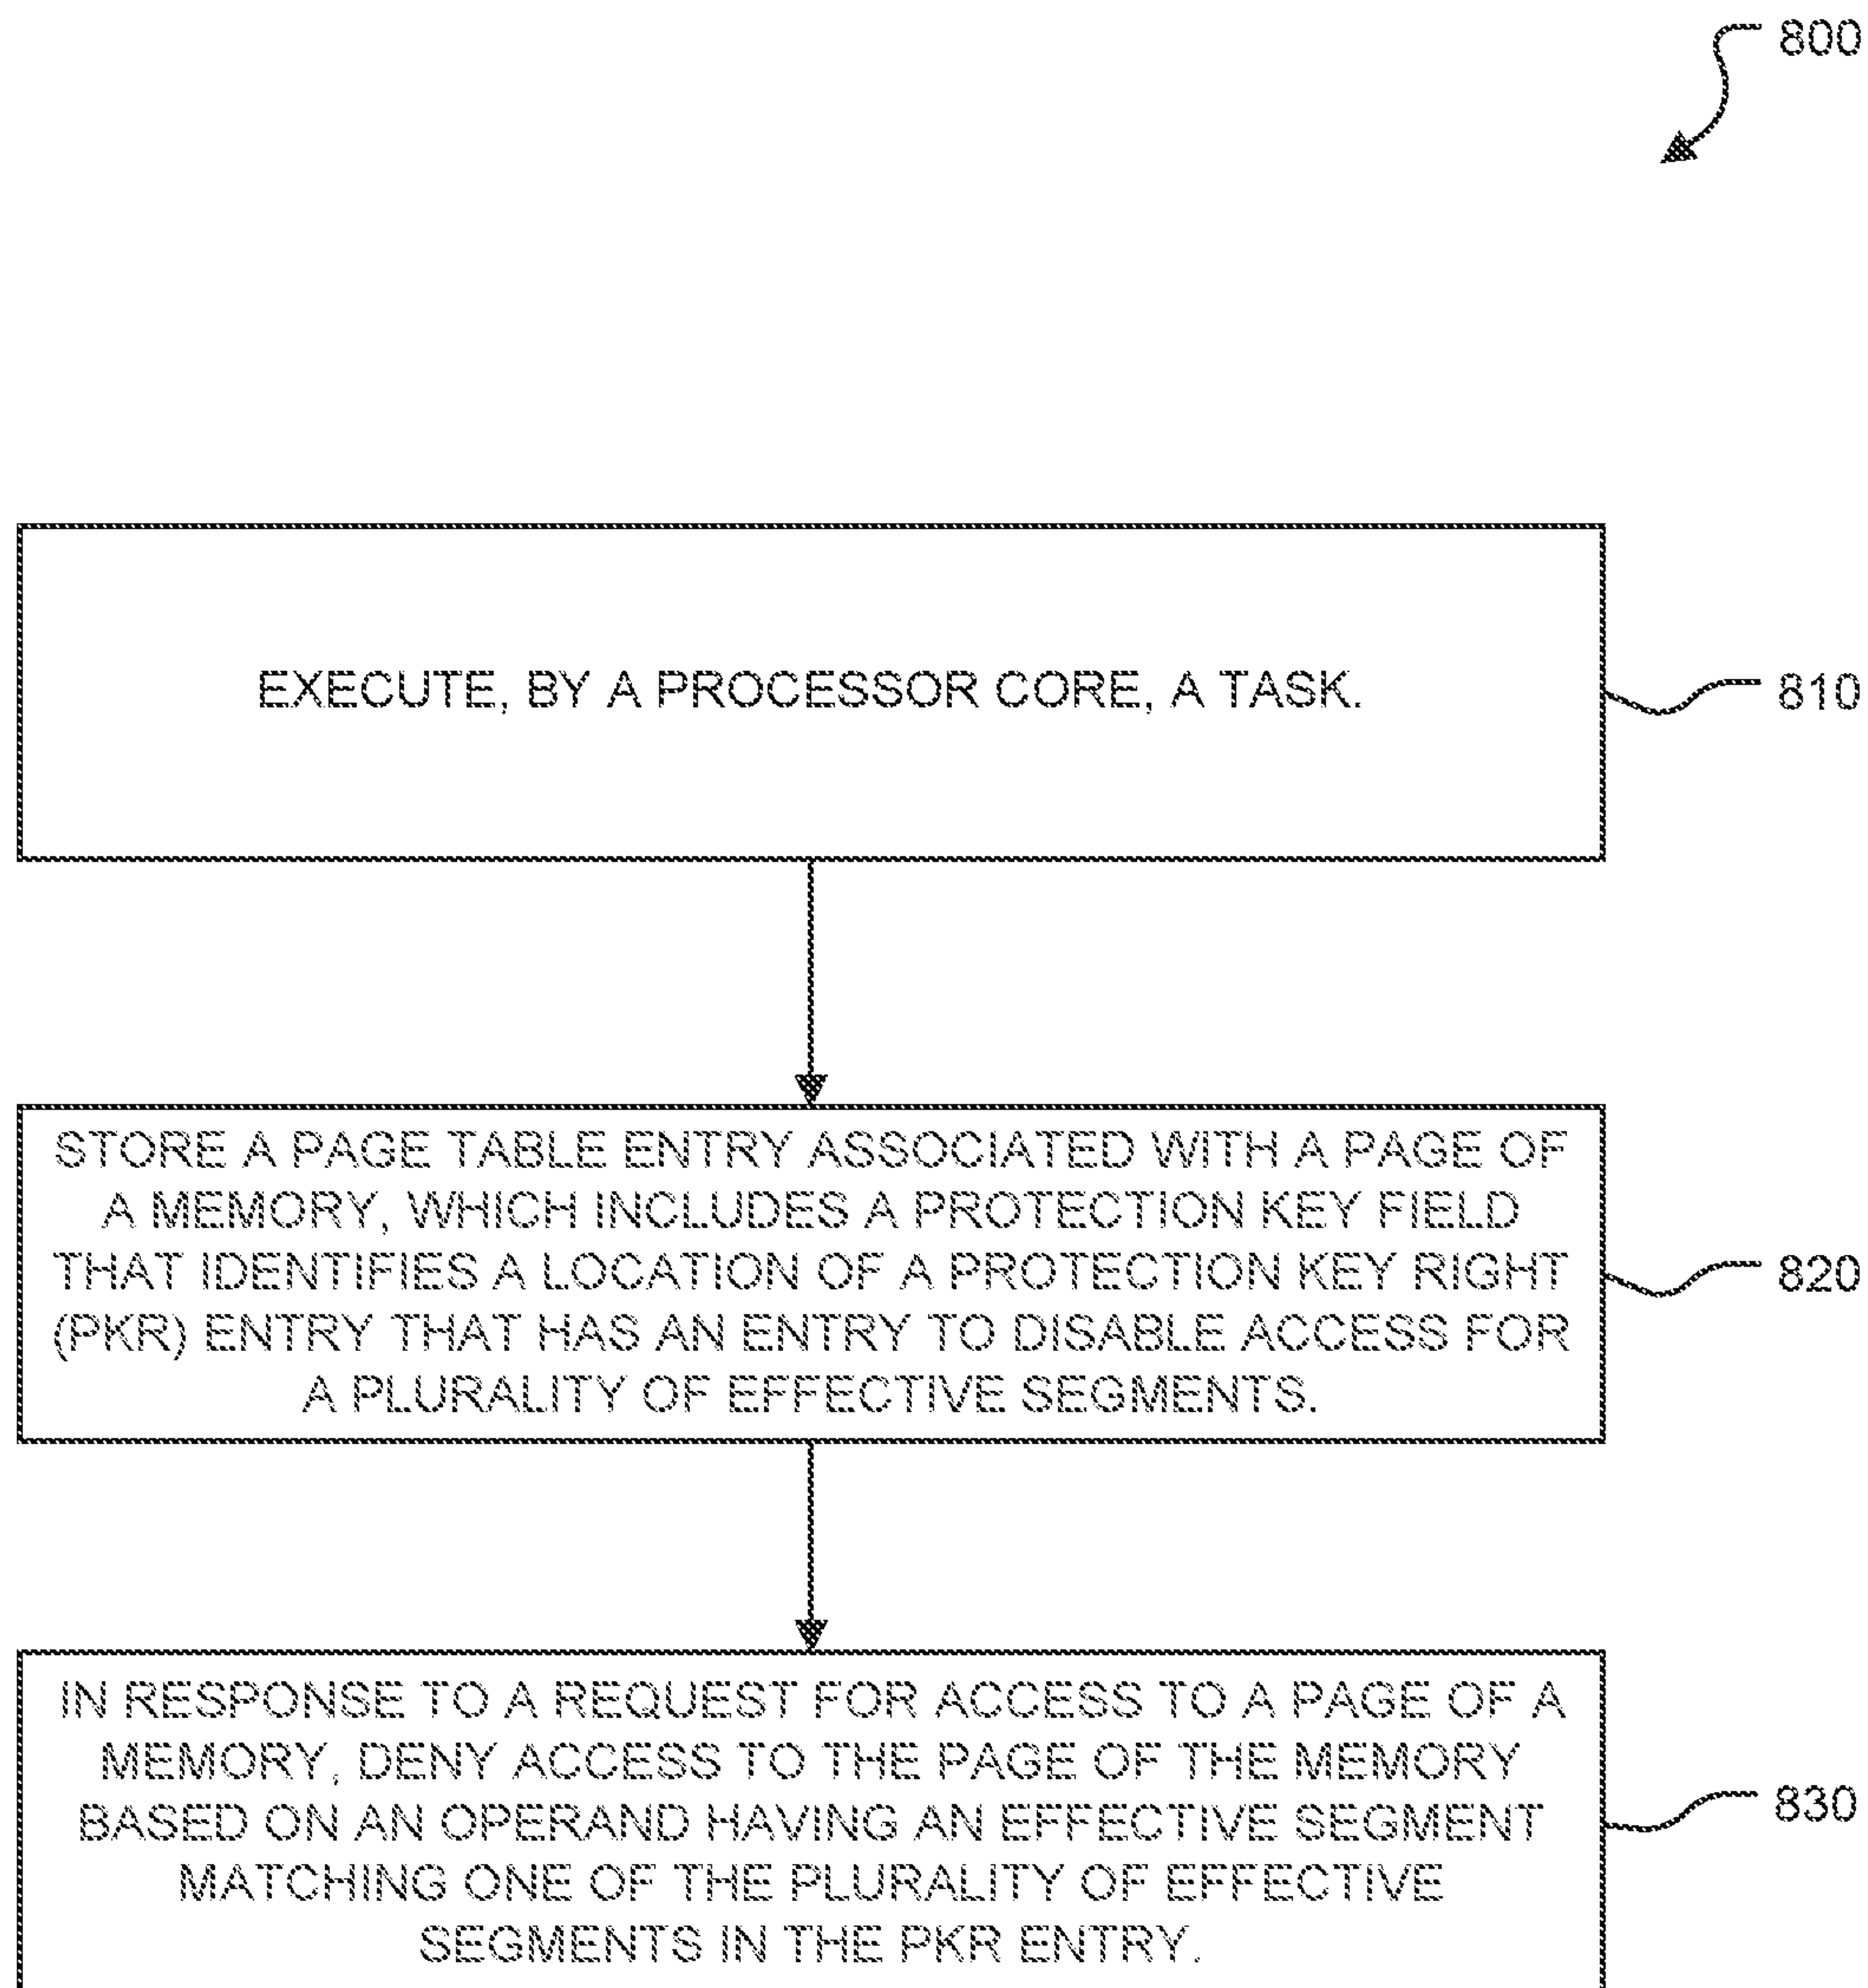 800
EXECUTE, BY A PROCESSOR CORE, A TASK.
810
STORE A PAGE TABLE ENTRY ASSOCIATED WITH A PAGE OF
A MEMORY, WHICH INCLUDES A PROTECTION KEY FIELD
THAT IDENTIFIES A LOCATION OF A PROTECTION KEY RIGHT
(PKR) ENTRY THAT HAS AN ENTRY TO DISABLE ACCESS FOR
A PLURALITY OF EFFECTIVE SEGMENTS.
820
IN RESPONSE TO A REQUEST FOR ACCESS TO A PAGE OF A
MEMORY, DENY ACCESS TO THE PAGE OF THE MEMORY
BASED ON AN OPERAND HAVING AN EFFECTIVE SEGMENT
MATCHING ONE OF THE PLURALITY OF EFFECTIVE
SEGMENTS IN THE PKR ENTRY.
830